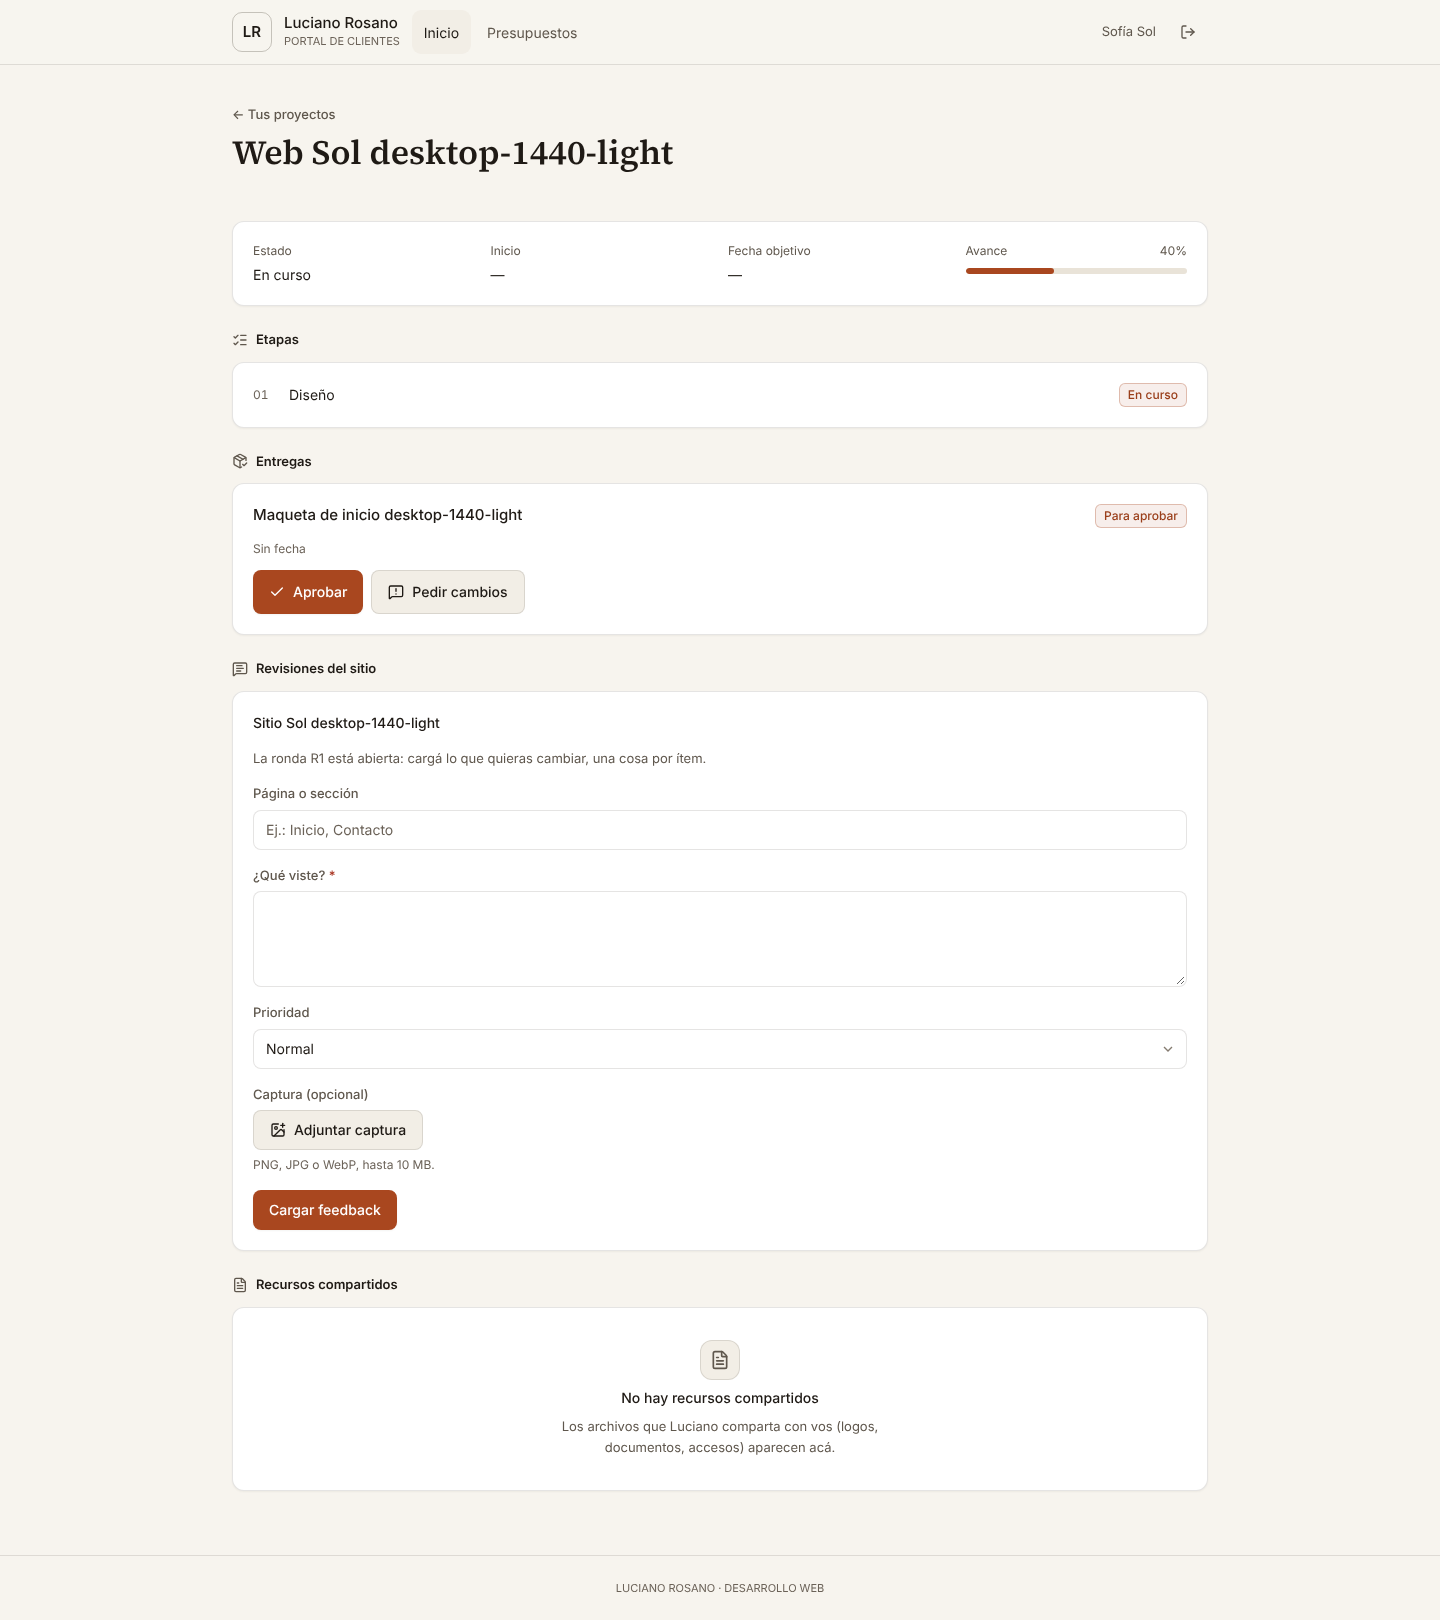 LR
Luciano Rosano
PORTAL DE CLIENTES
Inicio
Presupuestos
Sofía Sol
← Tus proyectos
Web Sol desktop-1440-light
Estado
Inicio
Fecha objetivo
Avance
40%
En curso
—
—
Etapas
01
Diseño
En curso
Entregas
Maqueta de inicio desktop-1440-light
Para aprobar
Sin fecha
Aprobar
Pedir cambios
Revisiones del sitio
Sitio Sol desktop-1440-light
La ronda R1 está abierta: cargá lo que quieras cambiar, una cosa por ítem.
Página o sección
Ej.: Inicio, Contacto
¿Qué viste? *
Prioridad
Normal
Captura (opcional)
Adjuntar captura
PNG, JPG o WebP, hasta 10 MB.
Cargar feedback
Recursos compartidos
No hay recursos compartidos
Los archivos que Luciano comparta con vos (logos,
documentos, accesos) aparecen acá.
LUCIANO ROSANO · DESARROLLO WEB